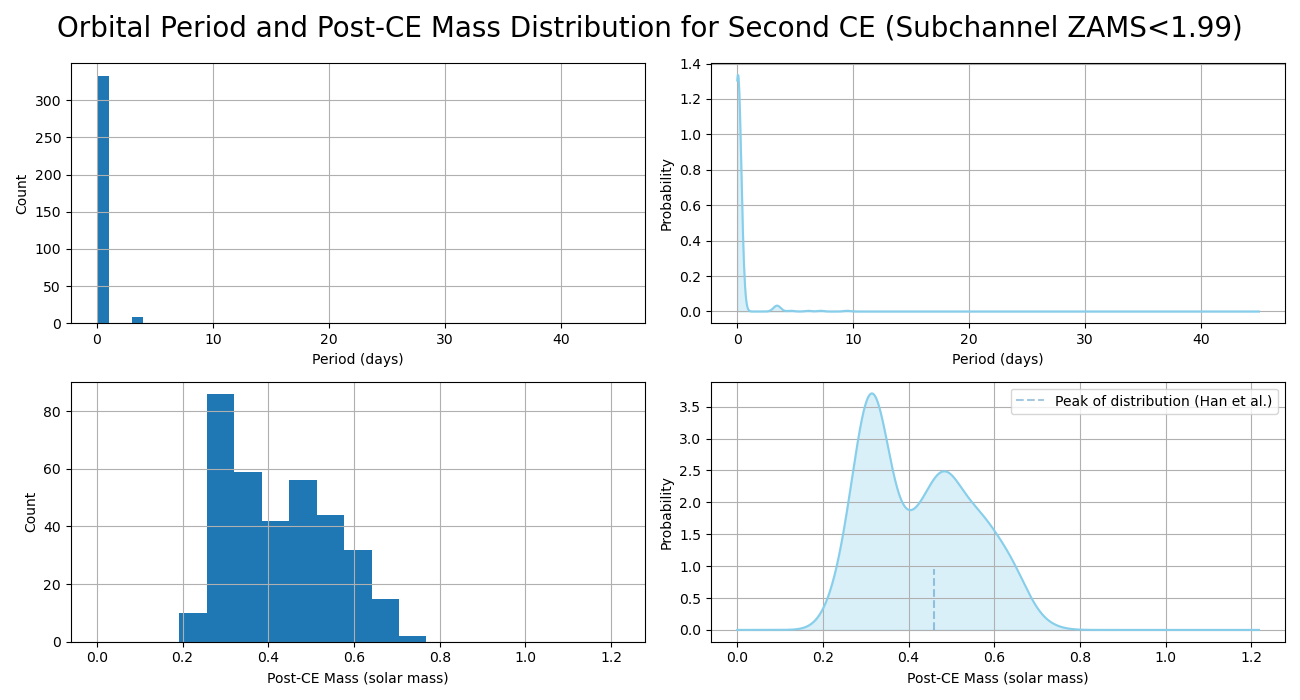 Orbital Period and Post-CE Mass Distribution for Second CE (Subchannel ZAMS<1.99)
300
250
200
150
100
50
0
Count
0 10 20 30 40
Period (days)
1.4
1.2
1.0
0.8
0.6
0.4
0.2
0.0
Probability
0 10 20 30 40
Period (days)
80
60
40
20
0
Count
0.0 0.2 0.4 0.6 0.8 1.0 1.2
Post-CE Mass (solar mass)
Peak of distribution (Han et al.)
3.5
3.0
2.5
2.0
1.5
1.0
0.5
0.0
Probability
0.0 0.2 0.4 0.6 0.8 1.0 1.2
Post-CE Mass (solar mass)